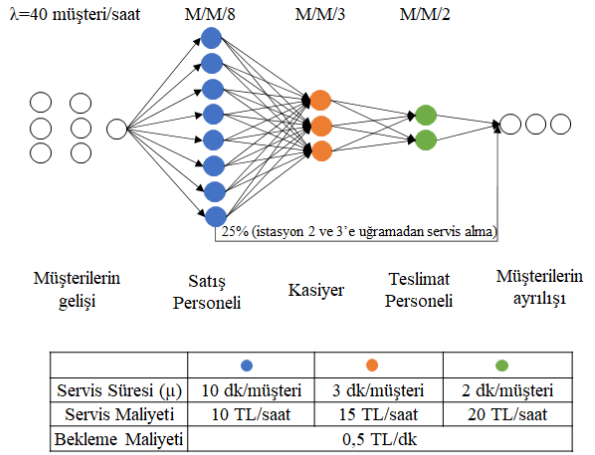 λ=40 müşteri/saat M/M/8 M/M/3 M/M/2
25% (istasyon 2 ve 3’e uğramadan servis alma)
Müşterilerin
gelişi
Satış
Personeli
Kasiyer
Teslimat
Personeli
Müşterilerin
ayrılışı
Servis Süresi (μ) 10 dk/müşteri 3 dk/müşteri 2 dk/müşteri
Servis Maliyeti 10 TL/saat 15 TL/saat 20 TL/saat
Bekleme Maliyeti 0,5 TL/dk